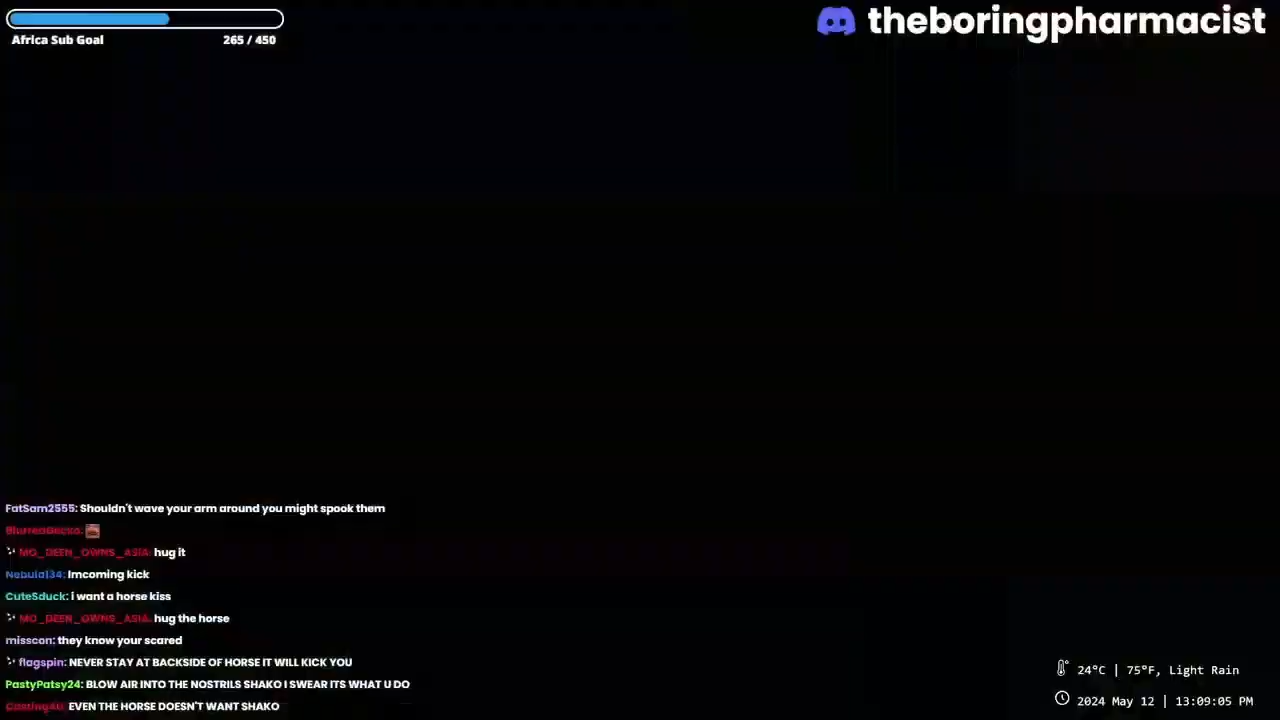 theboringpharmacist
Africa Sub Goal 265 / 450
FatSam2555: Shouldn't wave your arm around you might spook them
MO_DEEN_OWNS_ASIA: hug it
Nebula134: Imcoming kick
CuteSduck: i want a horse kiss
MO_DEEN_OWNS_ASIA: hug the horse
misscon: they know your scared
flagspin: NEVER STAY AT BACKSIDE OF HORSE IT WILL KICK YOU
PastyPatsy24: BLOW AIR INTO THE NOSTRILS SHAKO I SWEAR ITS WHAT U DO
EVEN THE HORSE DOESN'T WANT SHAKO
24°C | 75°F, Light Rain
2024 May 12 | 13:09:05 PM